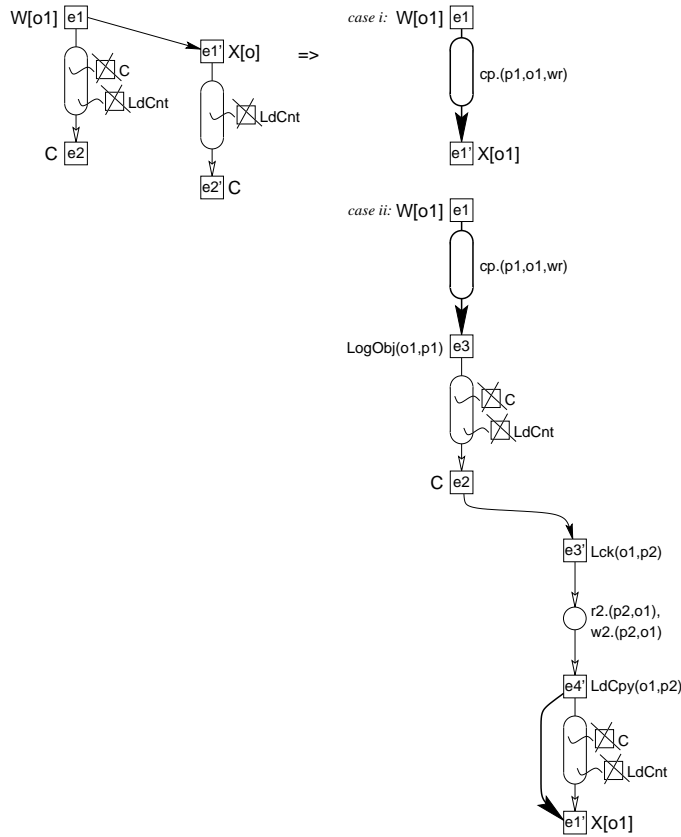 W[o1] e1
C
LdCnt
C e2
e1' X[o]
LdCnt
e2' C
=>
case i: W[o1] e1
cp.(p1,o1,wr)
e1' X[o1]
case ii: W[o1] e1
cp.(p1,o1,wr)
LogObj(o1,p1) e3
C
LdCnt
C e2
e3' Lck(o1,p2)
r2.(p2,o1),
w2.(p2,o1)
e4' LdCpy(o1,p2)
C
LdCnt
e1' X[o1]